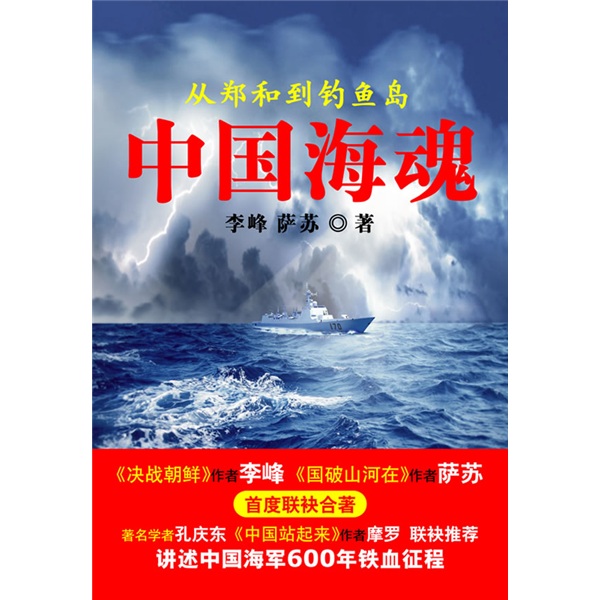 从郑和到钓鱼岛
中国海魂
李峰 萨苏 ◎ 著
170
《决战朝鲜》作者李峰 《国破山河在》作者萨苏
首度联袂合著
著名学者孔庆东 《中国站起来》作者摩罗 联袂推荐
讲述中国海军600年铁血征程